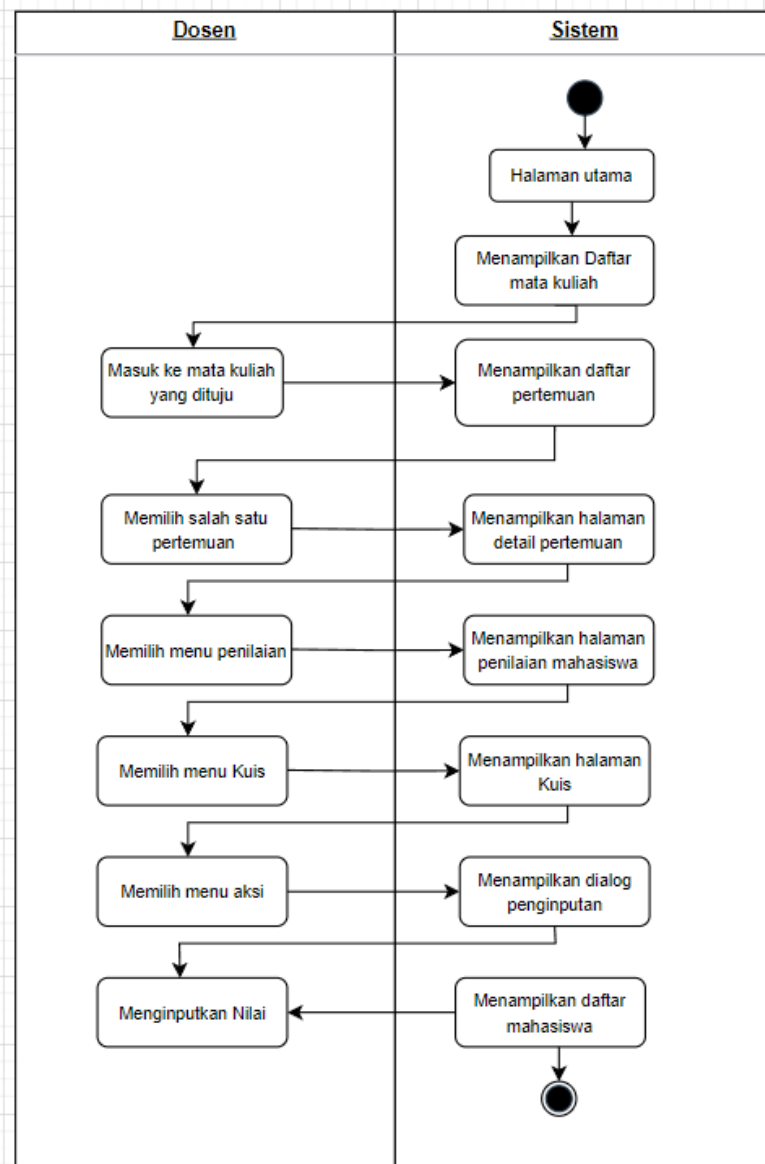 Dosen
Sistem
Halaman utama
Menampilkan Daftar
mata kuliah
Masuk ke mata kuliah
yang dituju
Menampilkan daftar
pertemuan
Memilih salah satu
pertemuan
Menampilkan halaman
detail pertemuan
Memilih menu penilaian
Menampilkan halaman
penilaian mahasiswa
Memilih menu Kuis
Menampilkan halaman
Kuis
Memilih menu aksi
Menampilkan dialog
penginputan
Menginputkan Nilai
Menampilkan daftar
mahasiswa